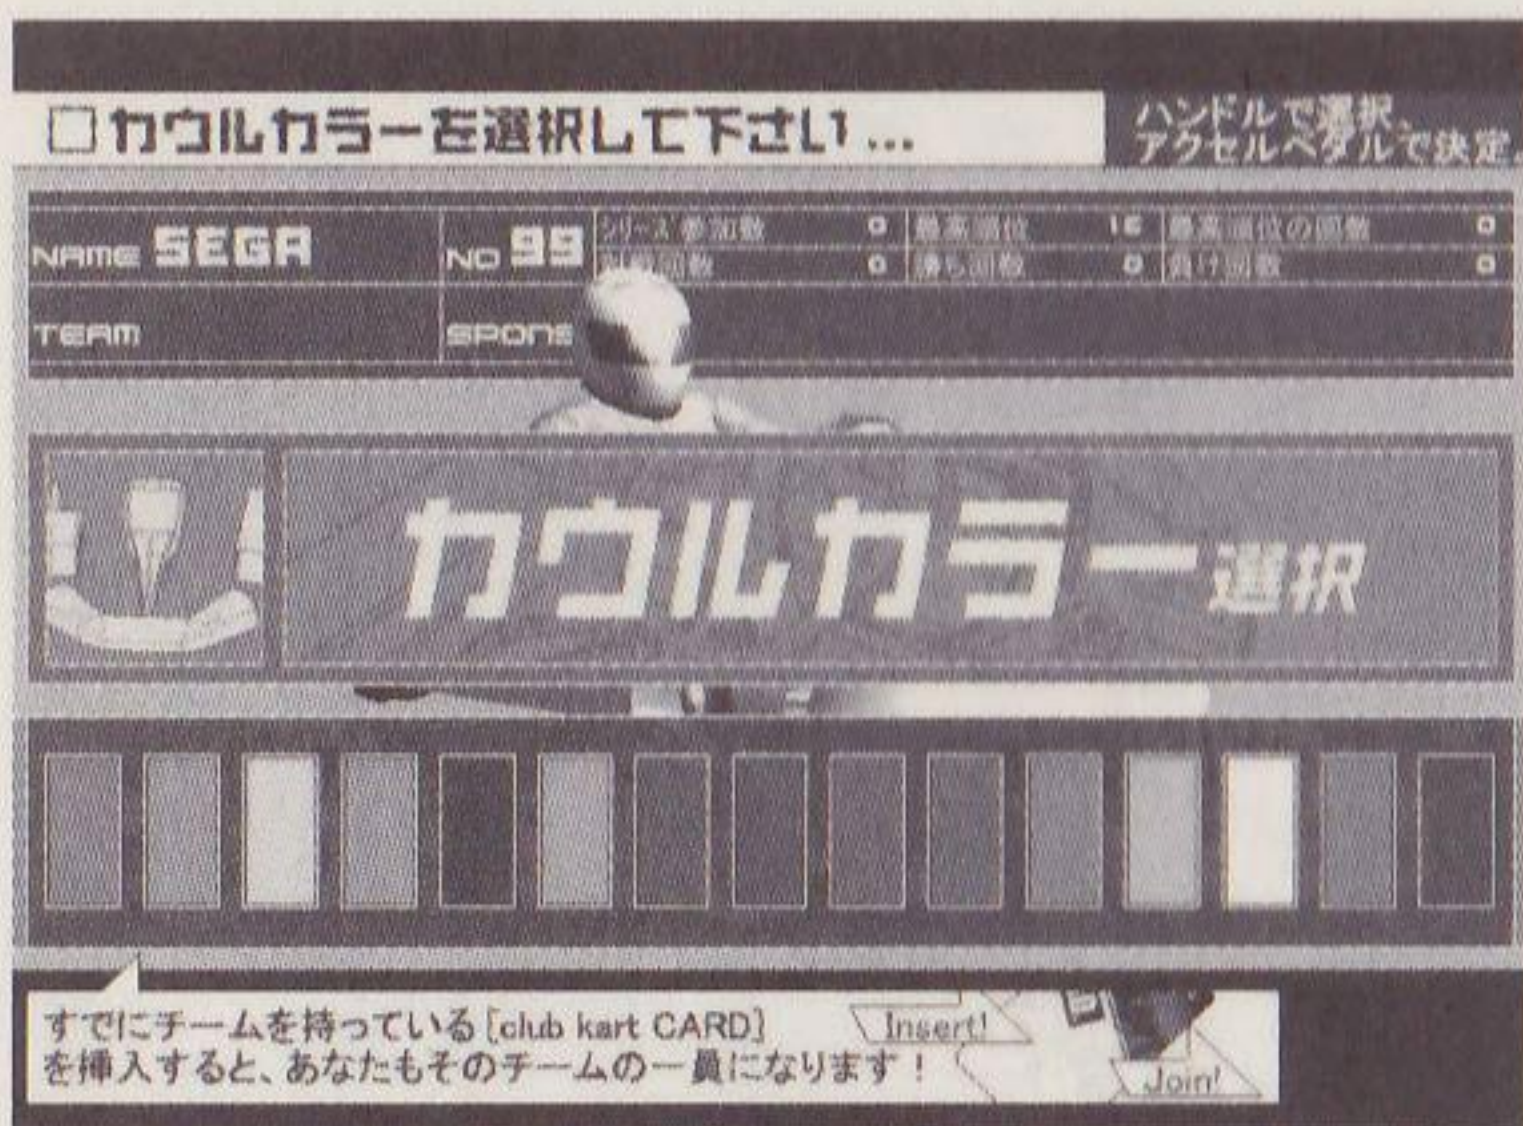 □カウルカラーを選択して下さい...
ハンドルで選択、
アクセルペダルで決定。
NAME SEGA
NO 99
シリーズ参加数 0
最高順位 16
最高順位の回数 0
回数 0
勝ち回数 0
負け回数 0
TEAM
SPONS
カウルカラー選択
すでにチームを持っている[club kart CARD]
を挿入すると、あなたもそのチームの一員になります!
Insert!
Join!